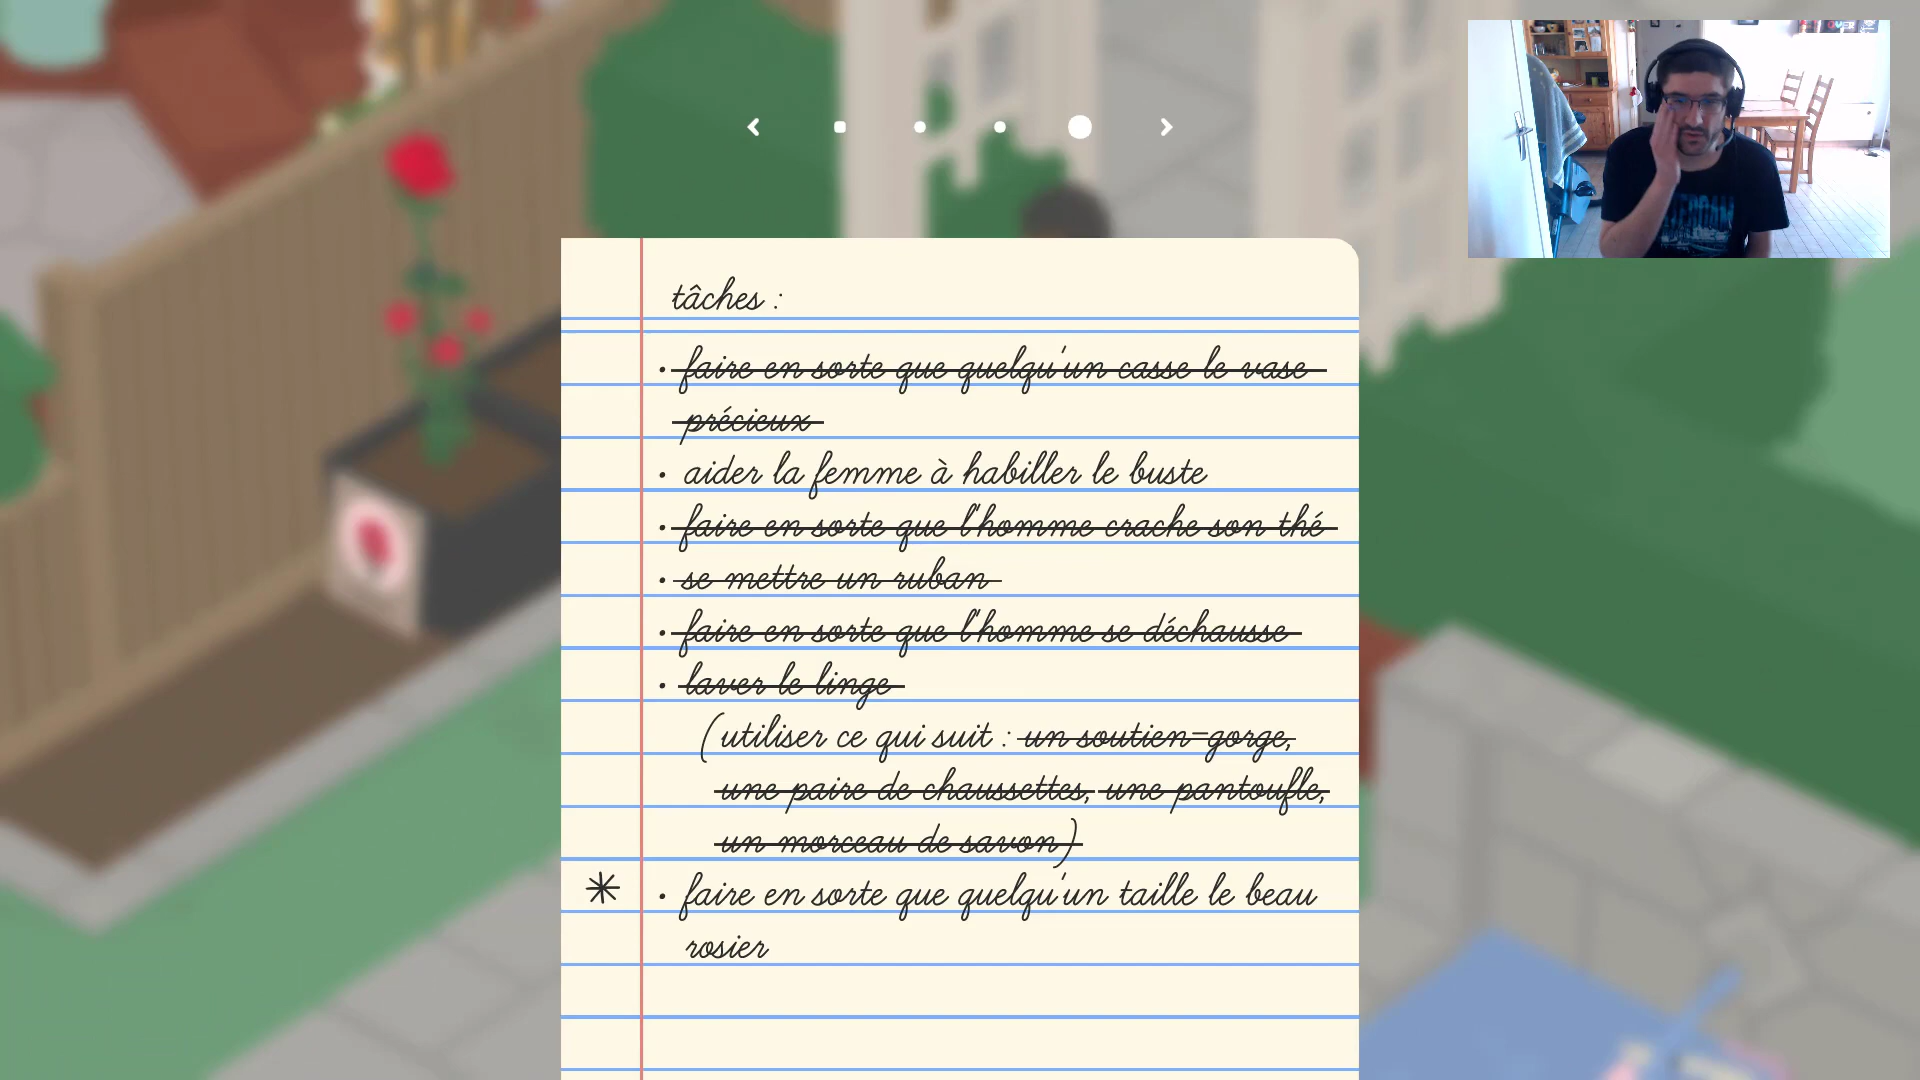 tâches :
• faire en sorte que quelqu'un casse le vase
précieux
• aider la femme à habiller le buste
• faire en sorte que l'homme crache son thé
• se mettre un ruban
• faire en sorte que l'homme se déchausse
• laver le linge
(utiliser ce qui suit : un soutien-gorge,
une paire de chaussettes, une pantoufle,
un morceau de savon)
* • faire en sorte que quelqu'un taille le beau
rosier